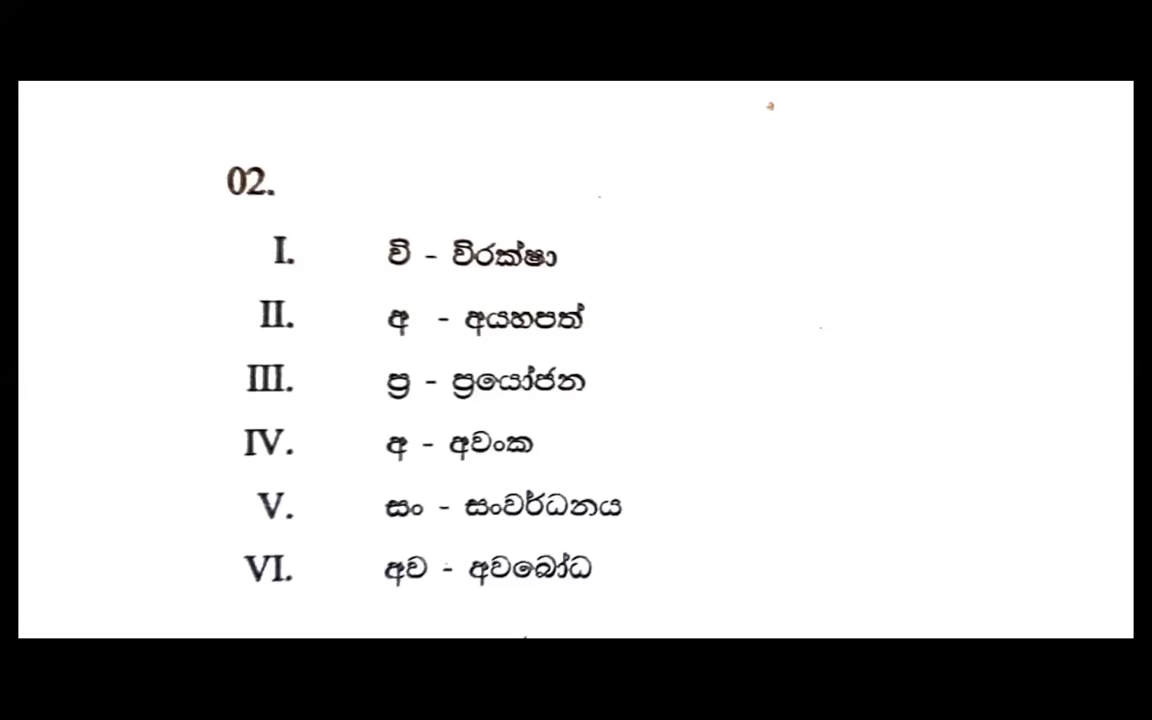 02.
I. වි - විරක්ෂා
II. අ - අයහපත්
III. ප්‍ර - ප්‍රයෝජන
IV. අ - අවංක
V. සං - සංවර්ධනය
VI. අව - අවබෝධ